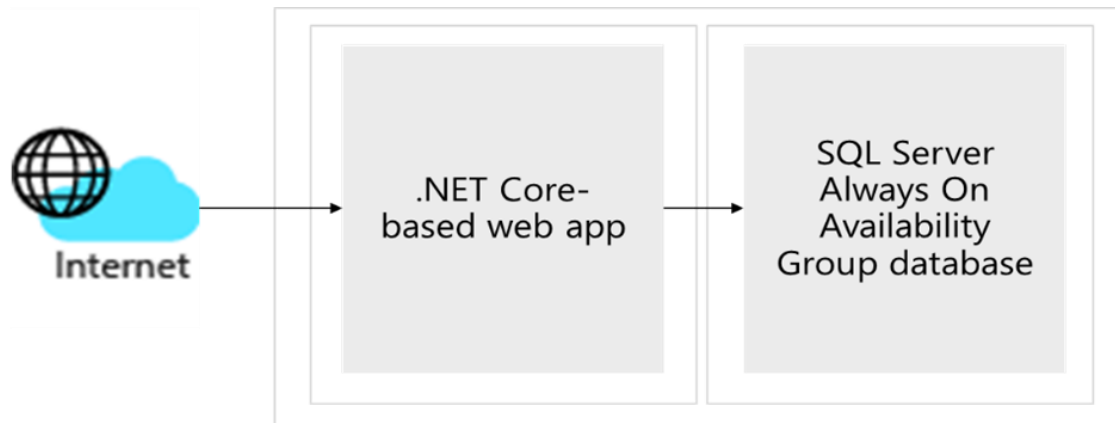 Internet
.NET Core-
based web app
SQL Server
Always On
Availability
Group database